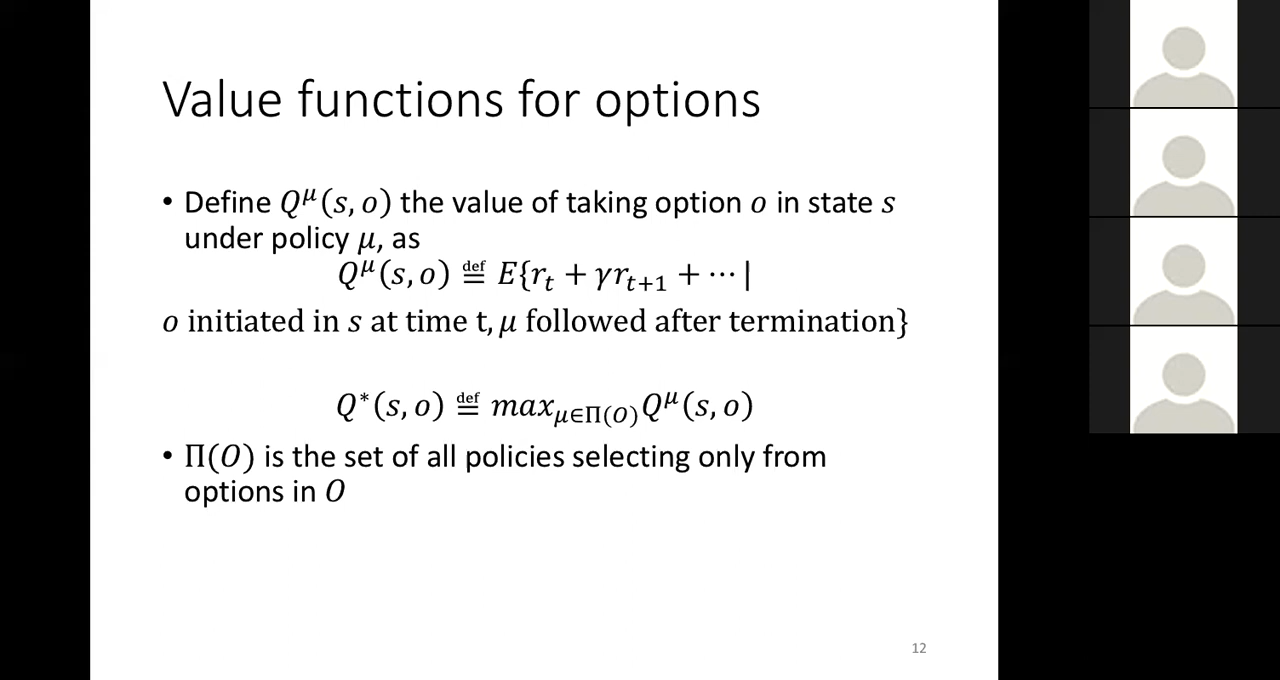 Value functions for options
• Define Q^μ(s, o) the value of taking option o in state s
under policy μ, as
Q^μ(s, o) ≝ E{r_t + γr_{t+1} + ⋯ |
o initiated in s at time t, μ followed after termination}
Q^*(s, o) ≝ max_{μ∈Π(O)} Q^μ(s, o)
• Π(O) is the set of all policies selecting only from
options in O
12